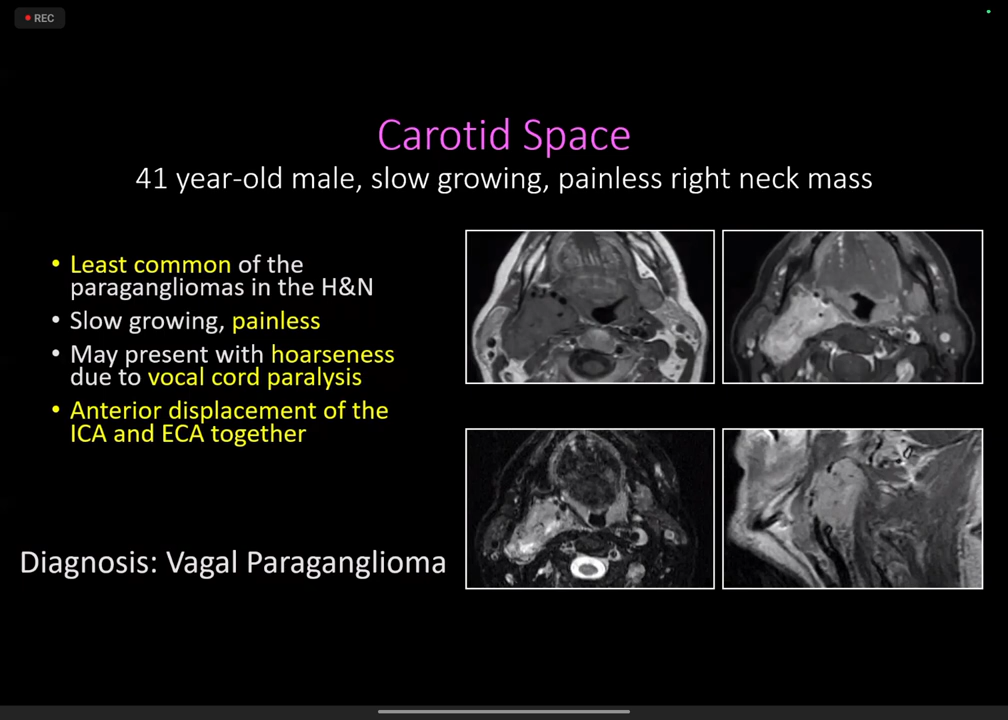 REC
Carotid Space
41 year-old male, slow growing, painless right neck mass
• Least common of the
paragangliomas in the H&N
• Slow growing, painless
• May present with hoarseness
due to vocal cord paralysis
• Anterior displacement of the
ICA and ECA together
Diagnosis: Vagal Paraganglioma